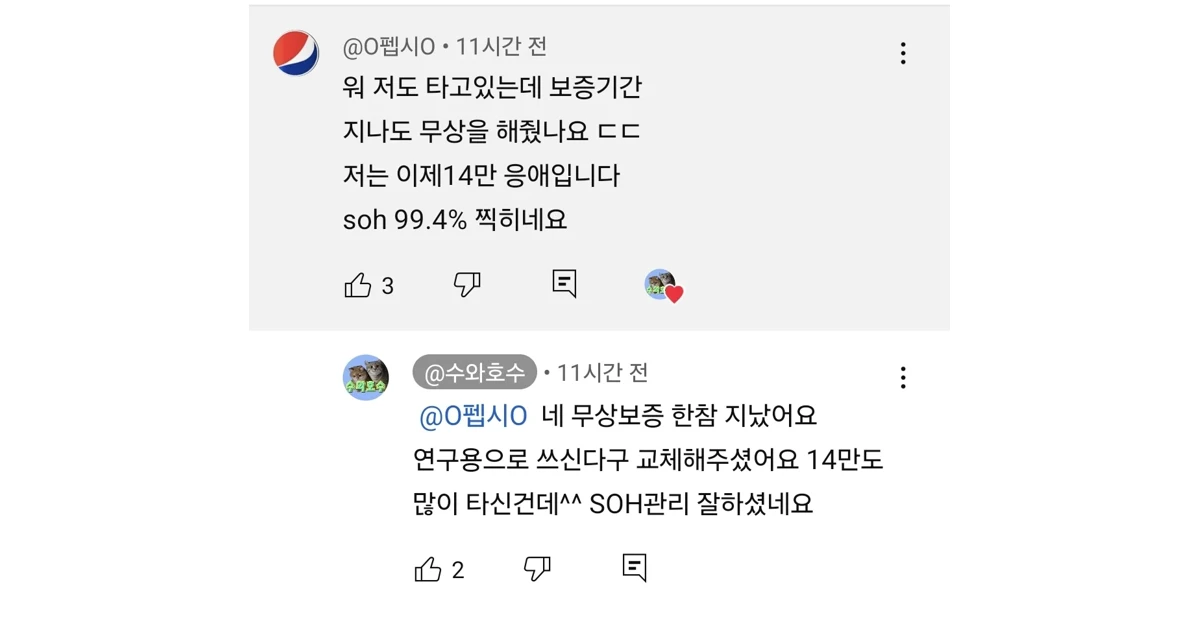 @O펩시O • 11시간 전
워 저도 타고있는데 보증기간
지나도 무상을 해줬나요 ㄷㄷ
저는 이제14만 응애입니다
soh 99.4% 찍히네요
3
수와호수
@수와호수 • 11시간 전
@O펩시O 네 무상보증 한참 지났어요
연구용으로 쓰신다구 교체해주셨어요 14만도
많이 타신건데^^ SOH관리 잘하셨네요
2